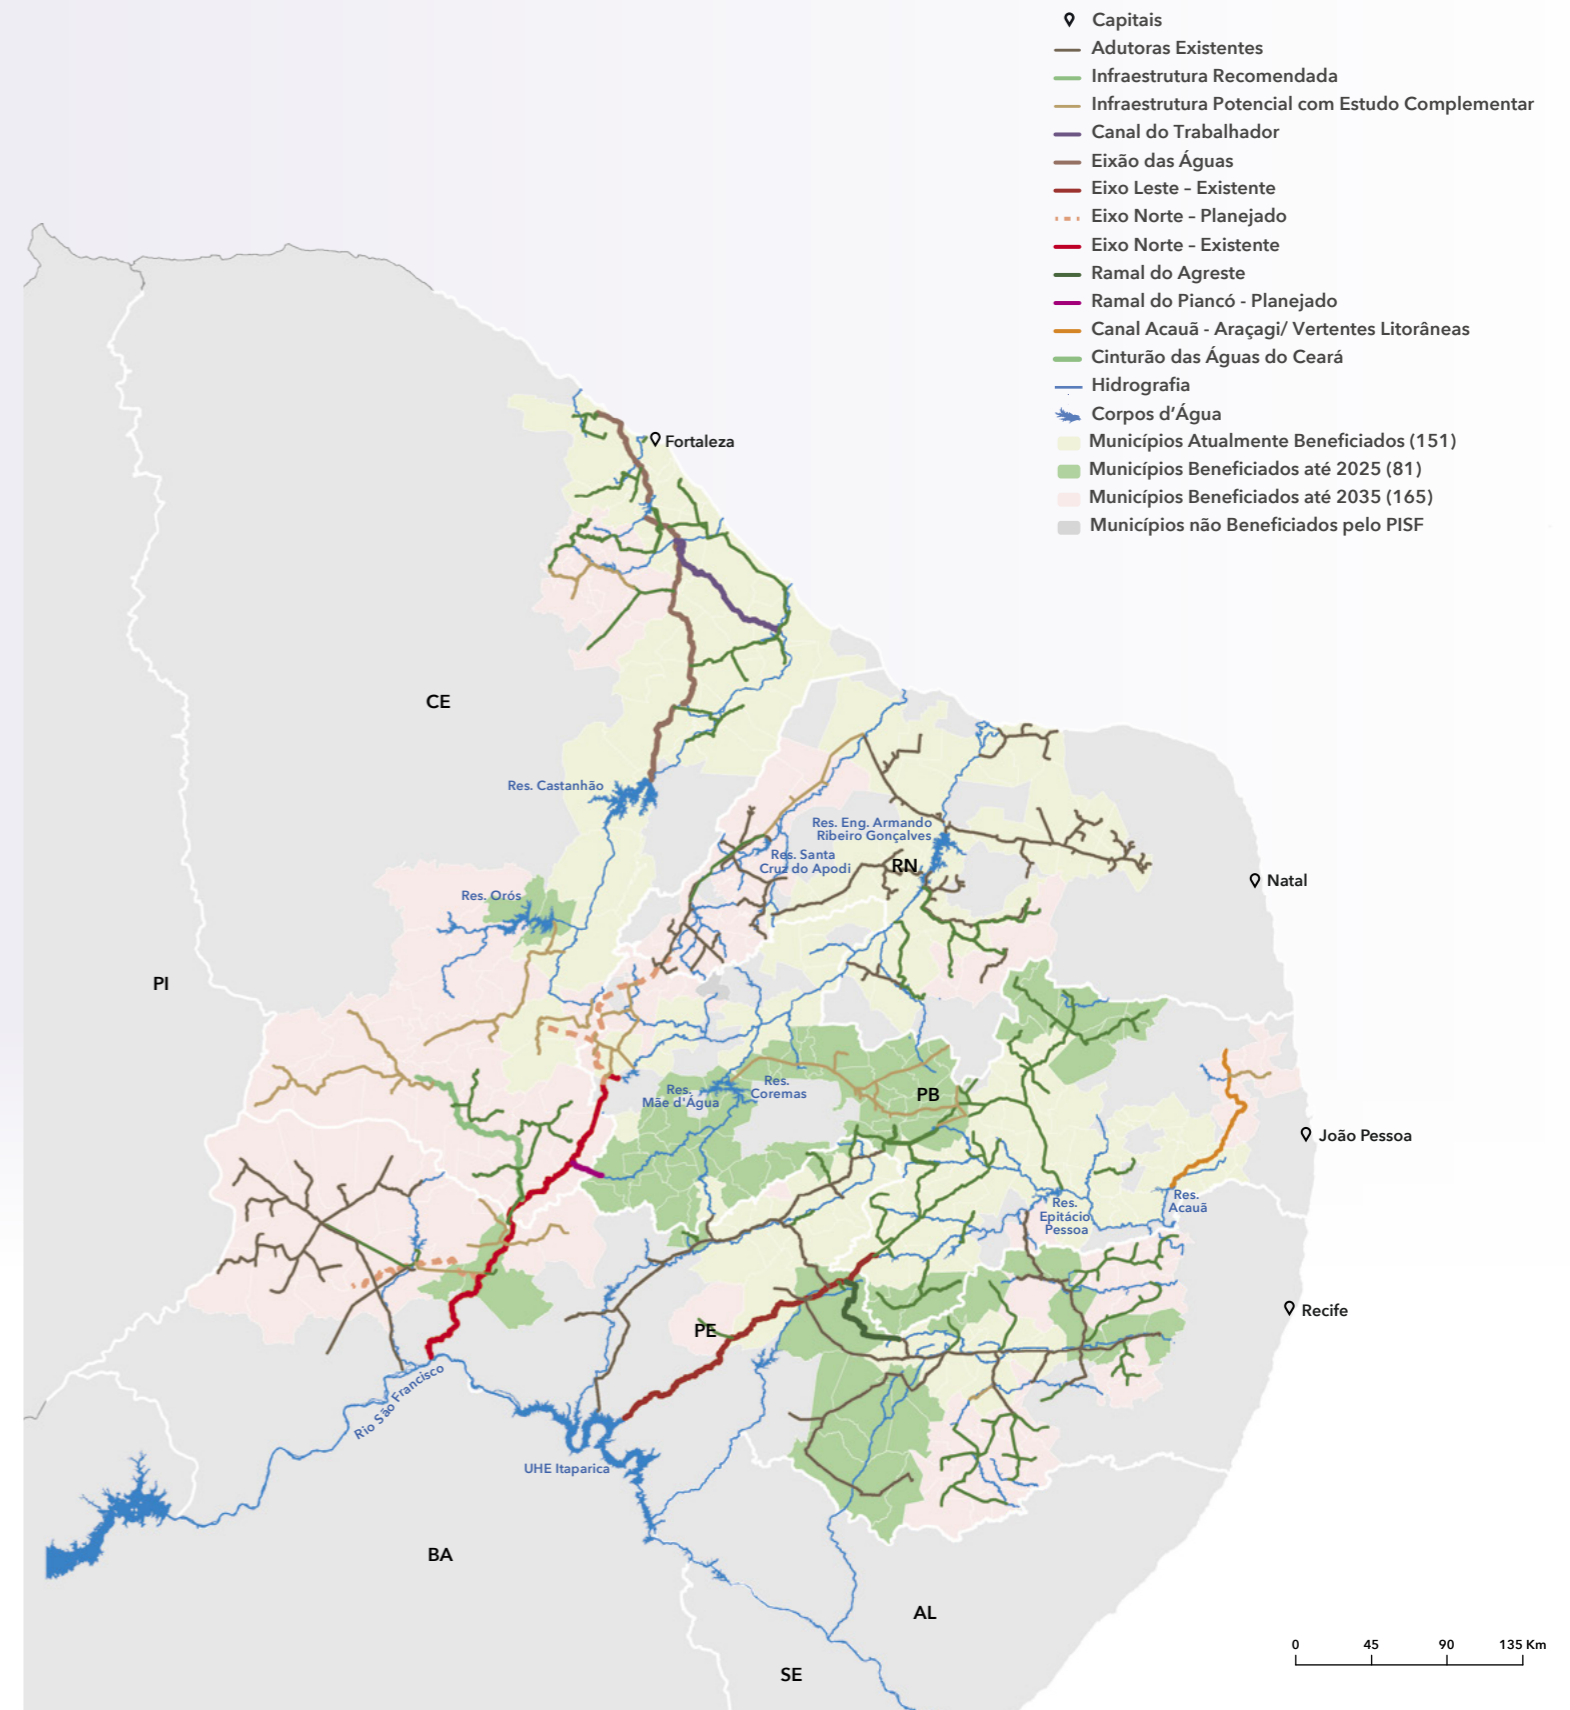 Capitais
Adutoras Existentes
Infraestrutura Recomendada
Infraestrutura Potencial com Estudo Complementar
Canal do Trabalhador
Eixão das Águas
Eixo Leste – Existente
Eixo Norte – Planejado
Eixo Norte – Existente
Ramal do Agreste
Ramal do Piancó - Planejado
Canal Acauã - Araçagi/ Vertentes Litorâneas
Cinturão das Águas do Ceará
Hidrografia
Corpos d’Água
Municípios Atualmente Beneficiados (151)
Municípios Beneficiados até 2025 (81)
Municípios Beneficiados até 2035 (165)
Municípios não Beneficiados pelo PISF
Fortaleza
CE
Res. Castanhão
Res. Eng. Armando
Ribeiro Gonçalves
Res. Santa
Cruz do Apodi
RN
Natal
Res. Orós
PI
Res.
Mãe d'Água
Res.
Coremas
PB
João Pessoa
Res.
Epitácio
Pessoa
Res.
Acauã
Recife
PE
Rio São Francisco
UHE Itaparica
BA
AL
SE
0 45 90 135 Km